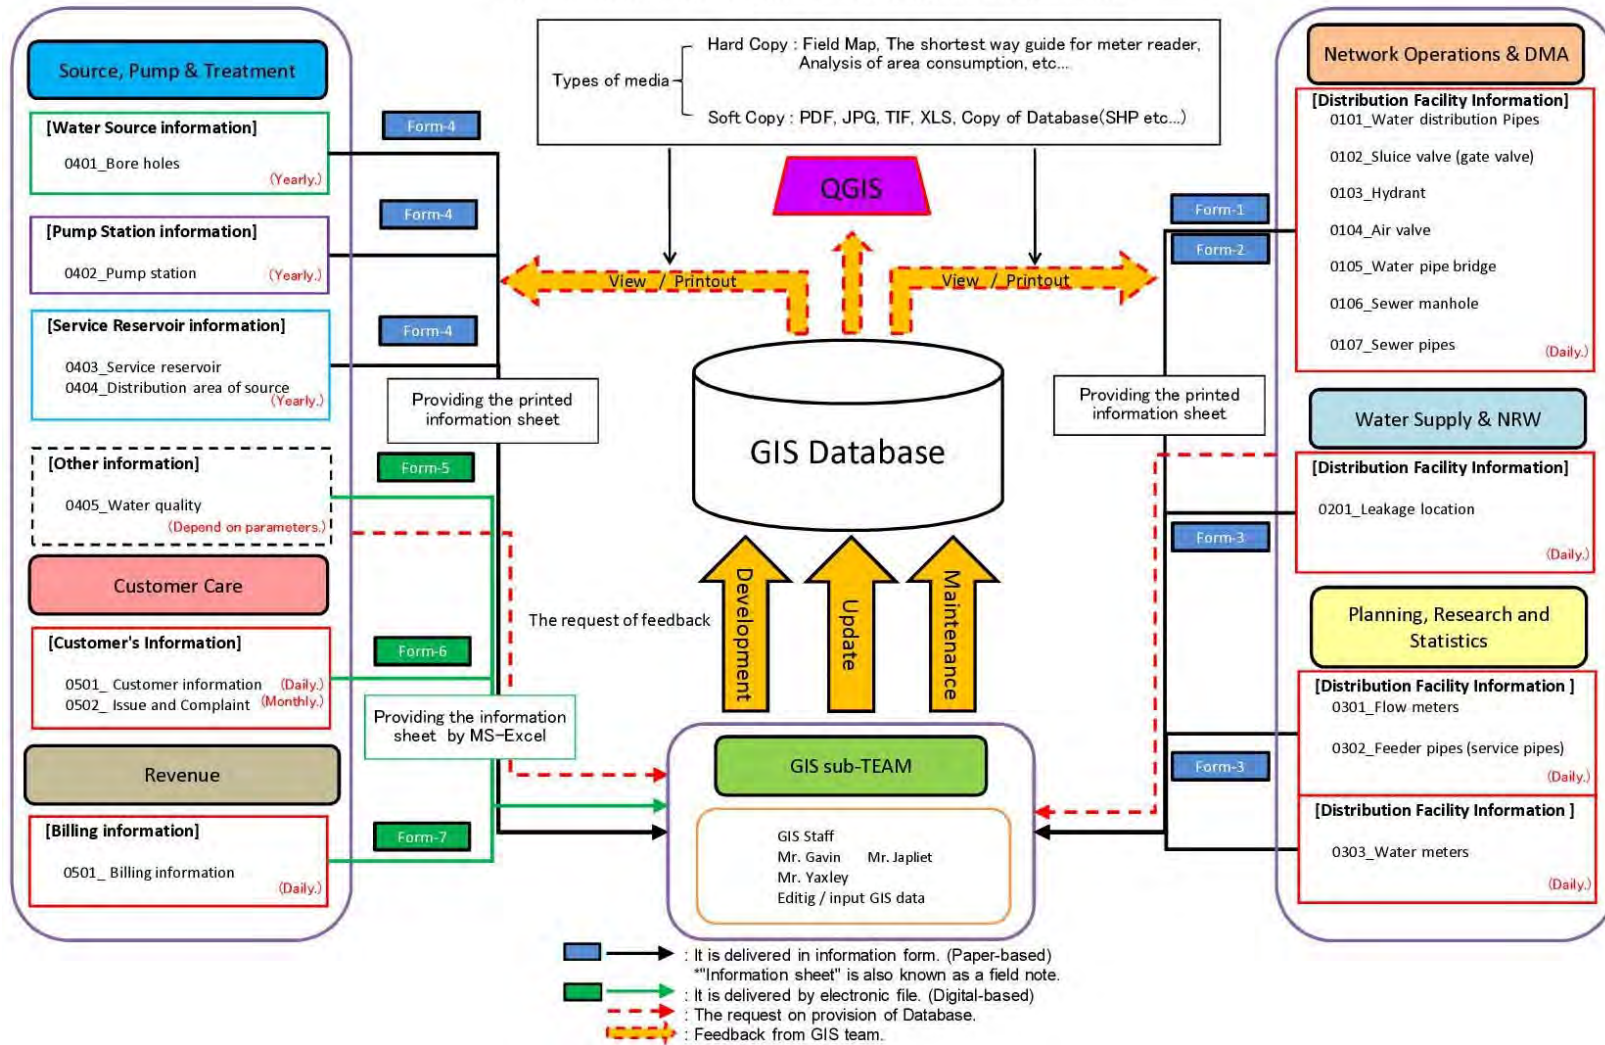 Source, Pump & Treatment
[Water Source information]
0401_Bore holes
(Yearly.)
[Pump Station information]
0402_Pump station
(Yearly.)
[Service Reservoir information]
0403_Service reservoir
0404_Distribution area of source
(Yearly.)
[Other information]
0405_Water quality
(Depend on parameters.)
Customer Care
[Customer's Information]
0501_ Customer information (Daily.)
0502_ Issue and Complaint (Monthly.)
Revenue
[Billing information]
0501_ Billing information
(Daily.)
Form-4
Form-4
Form-4
Providing the printed
information sheet
Form-5
Form-6
Providing the information
sheet by MS-Excel
Form-7
Types of media
Hard Copy : Field Map, The shortest way guide for meter reader,
Analysis of area consumption, etc...
Soft Copy : PDF, JPG, TIF, XLS, Copy of Database(SHP etc...)
QGIS
View / Printout
View / Printout
GIS Database
The request of feedback
Development
Update
Maintenance
GIS sub-TEAM
GIS Staff
Mr. Gavin Mr. Japliet
Mr. Yaxley
Editig / input GIS data
Form-1
Form-2
Providing the printed
information sheet
Form-3
Form-3
Network Operations & DMA
[Distribution Facility Information]
0101_Water distribution Pipes
0102_Sluice valve (gate valve)
0103_Hydrant
0104_Air valve
0105_Water pipe bridge
0106_Sewer manhole
0107_Sewer pipes
(Daily.)
Water Supply & NRW
[Distribution Facility Information]
0201_Leakage location
(Daily.)
Planning, Research and
Statistics
[Distribution Facility Information ]
0301_Flow meters
0302_Feeder pipes (service pipes)
(Daily.)
[Distribution Facility Information ]
0303_Water meters
(Daily.)
: It is delivered in information form. (Paper-based)
*"Information sheet" is also known as a field note.
: It is delivered by electronic file. (Digital-based)
: The request on provision of Database.
: Feedback from GIS team.